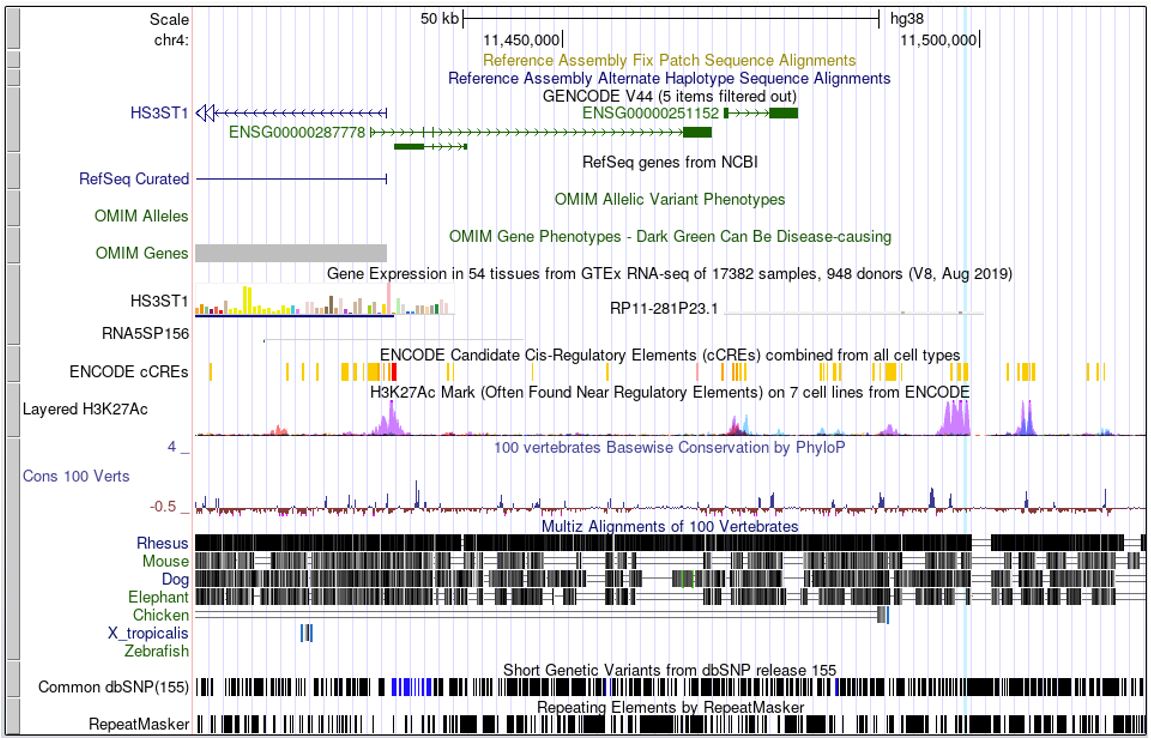 Scale 50 kb hg38
chr4: 11,450,000 11,500,000
Reference Assembly Fix Patch Sequence Alignments
Reference Assembly Alternate Haplotype Sequence Alignments
GENCODE V44 (5 items filtered out)
HS3ST1 ENSG00000251152
ENSG00000287778
RefSeq genes from NCBI
RefSeq Curated
OMIM Allelic Variant Phenotypes
OMIM Alleles
OMIM Gene Phenotypes - Dark Green Can Be Disease-causing
OMIM Genes
Gene Expression in 54 tissues from GTEx RNA-seq of 17382 samples, 948 donors (V8, Aug 2019)
HS3ST1 RP11-281P23.1
RNA5SP156
ENCODE Candidate Cis-Regulatory Elements (cCREs) combined from all cell types
ENCODE cCREs
H3K27Ac Mark (Often Found Near Regulatory Elements) on 7 cell lines from ENCODE
Layered H3K27Ac
4 _ 100 vertebrates Basewise Conservation by PhyloP
Cons 100 Verts
-0.5 _
Multiz Alignments of 100 Vertebrates
Rhesus
Mouse
Dog
Elephant
Chicken
X_tropicalis
Zebrafish
Short Genetic Variants from dbSNP release 155
Common dbSNP(155)
Repeating Elements by RepeatMasker
RepeatMasker